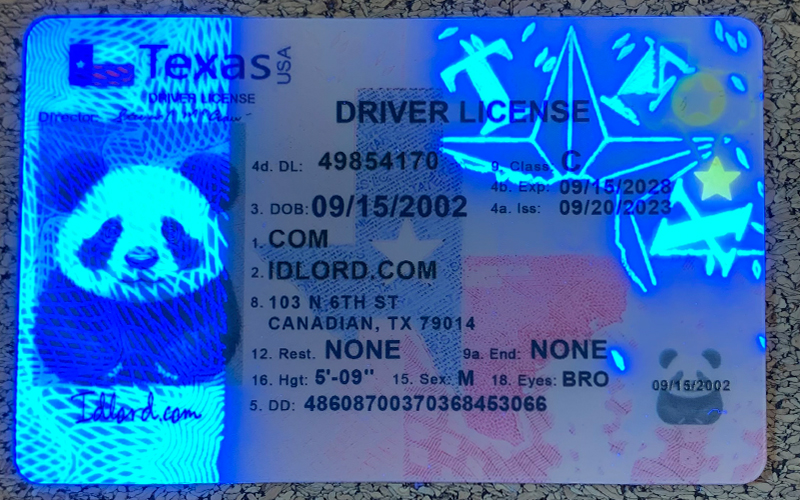 Texas USA
DRIVER LICENSE
Director
DRIVER LICENSE
4d. DL: 49854170
9. Class: C
4b. Exp: 09/15/2028
3. DOB: 09/15/2002
4a. Iss: 09/20/2023
1. COM
2. IDLORD.COM
8. 103 N 6TH ST
CANADIAN, TX 79014
12. Rest. NONE
9a. End: NONE
16. Hgt: 5'-09" 15. Sex: M 18. Eyes: BRO
09/15/2002
5. DD: 48608700370368453066
Idlord.com